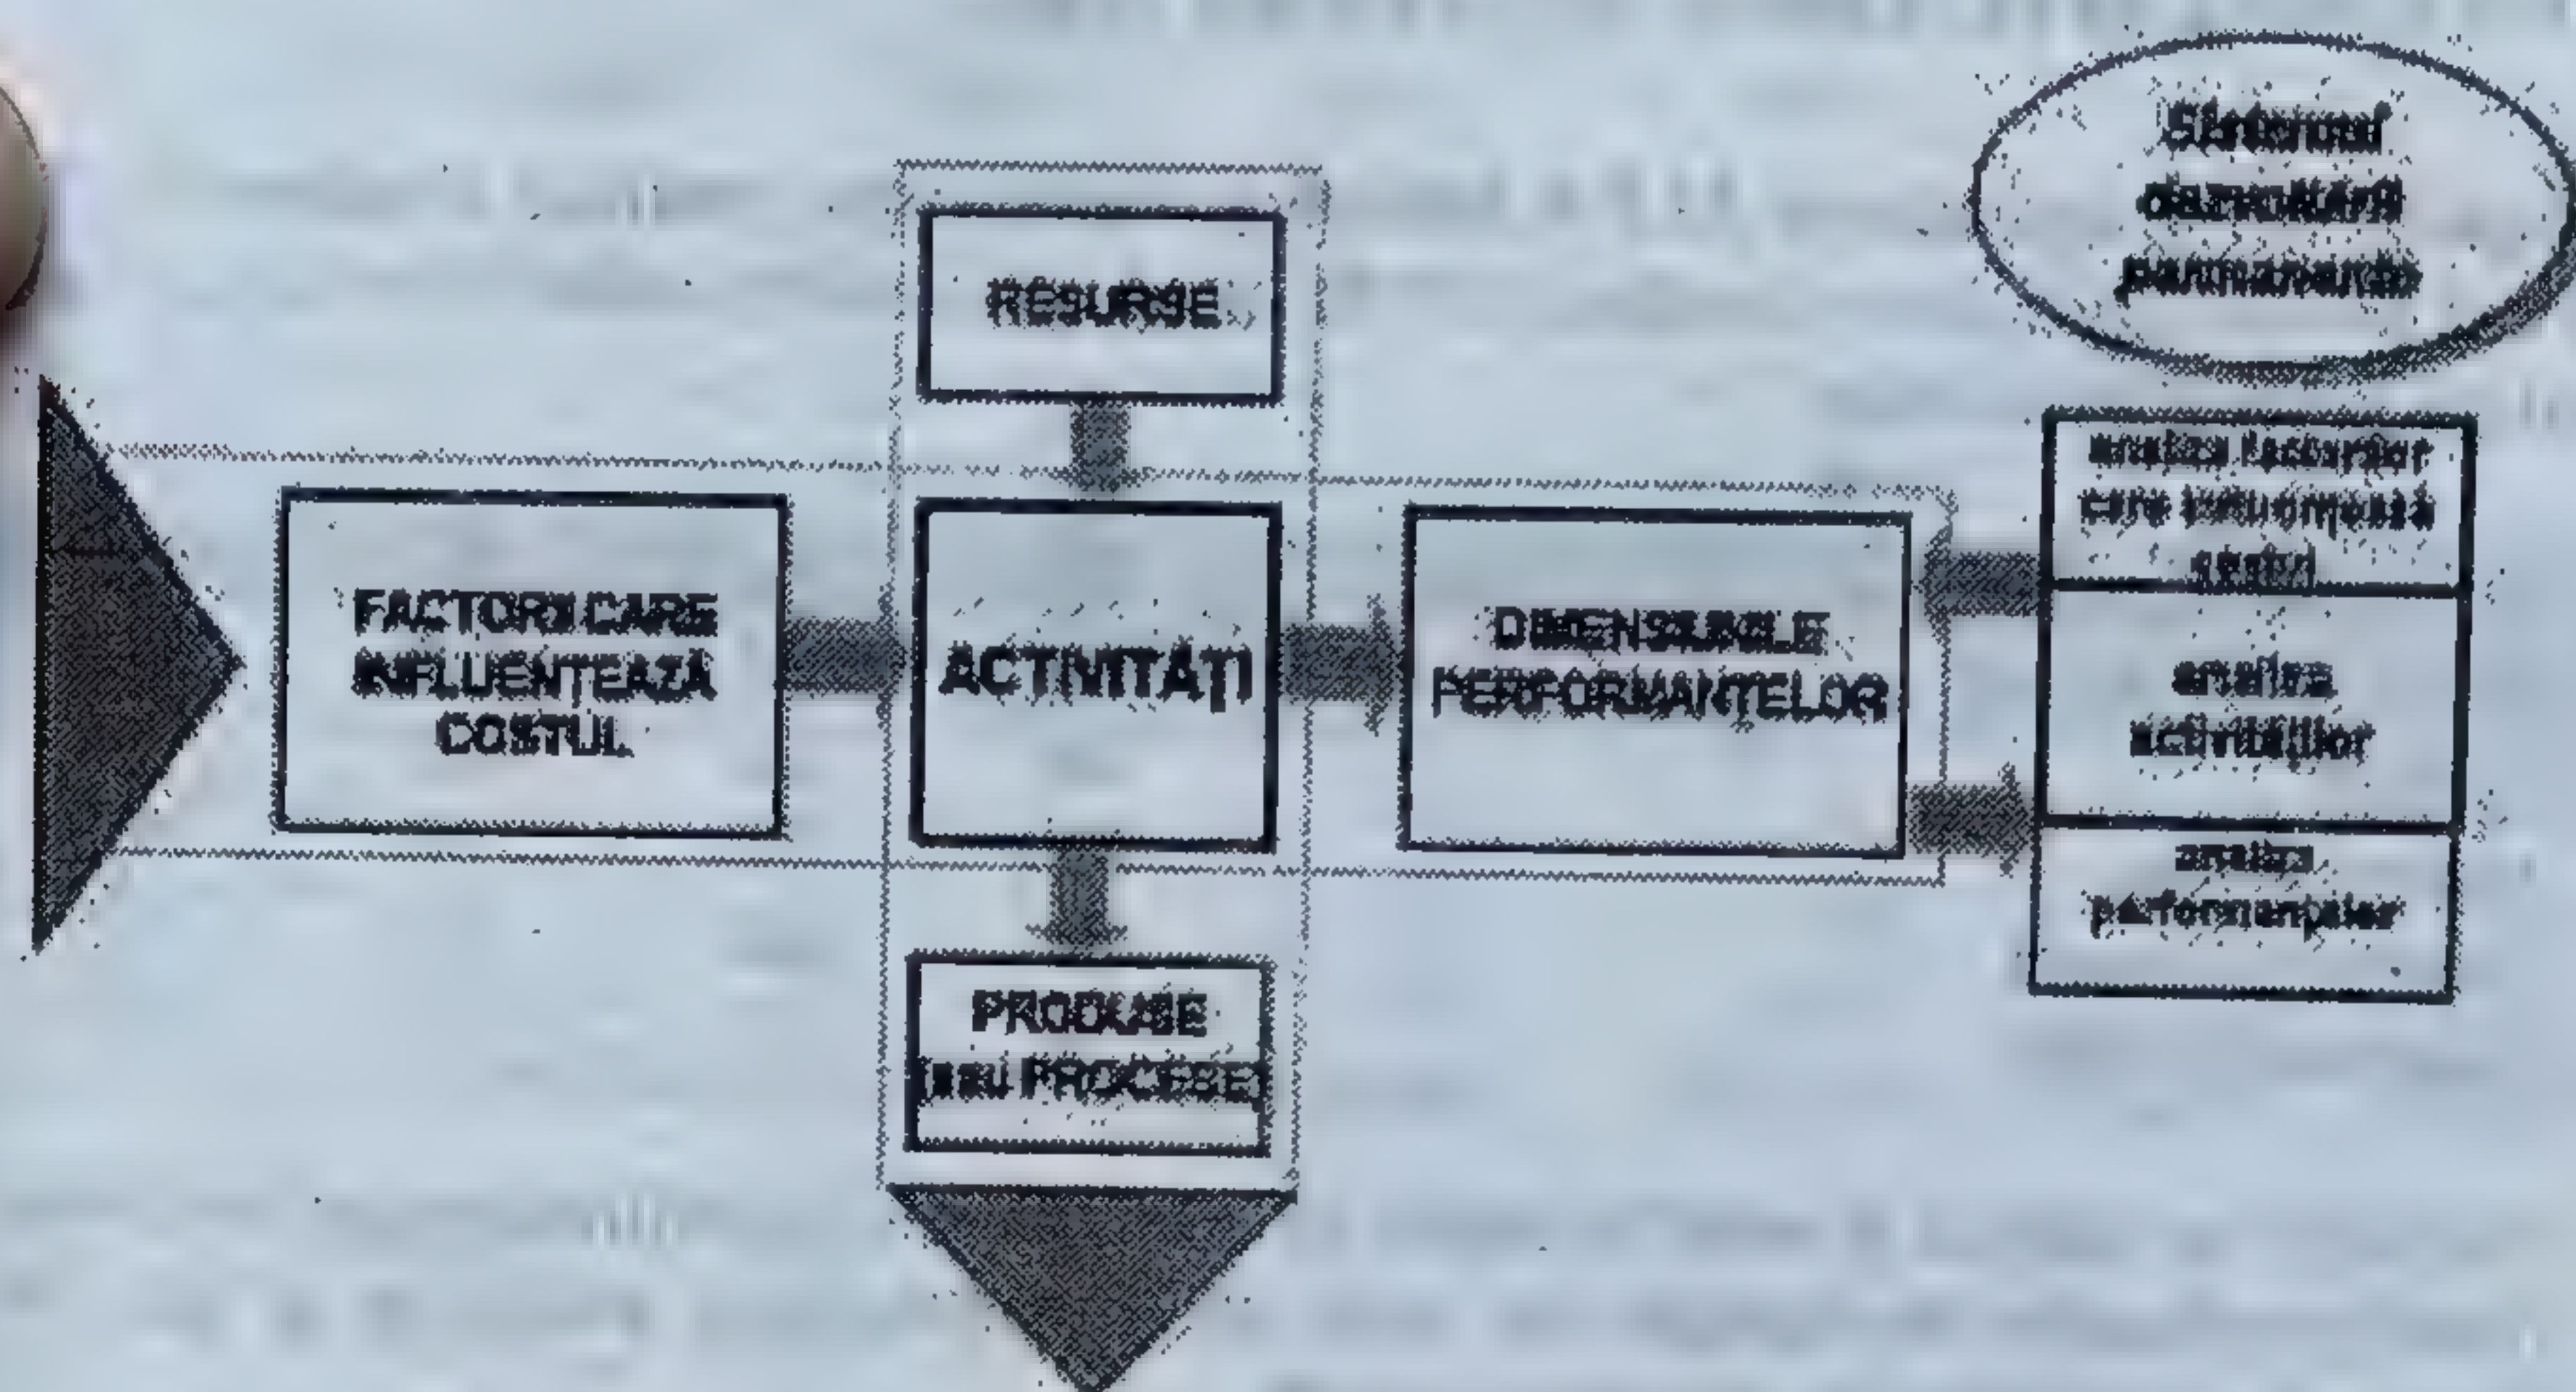 Sistemul
dezvoltării
permanente
RESURSE
analiza factorilor
care influențează
costul
FACTORII CARE
INFLUENȚEAZĂ
COSTUL
ACTIVITĂȚI
DIMENSIUNILE
PERFORMANȚELOR
analiza
activităților
analiza
performanțelor
PRODUSE
(sau PROCESE)